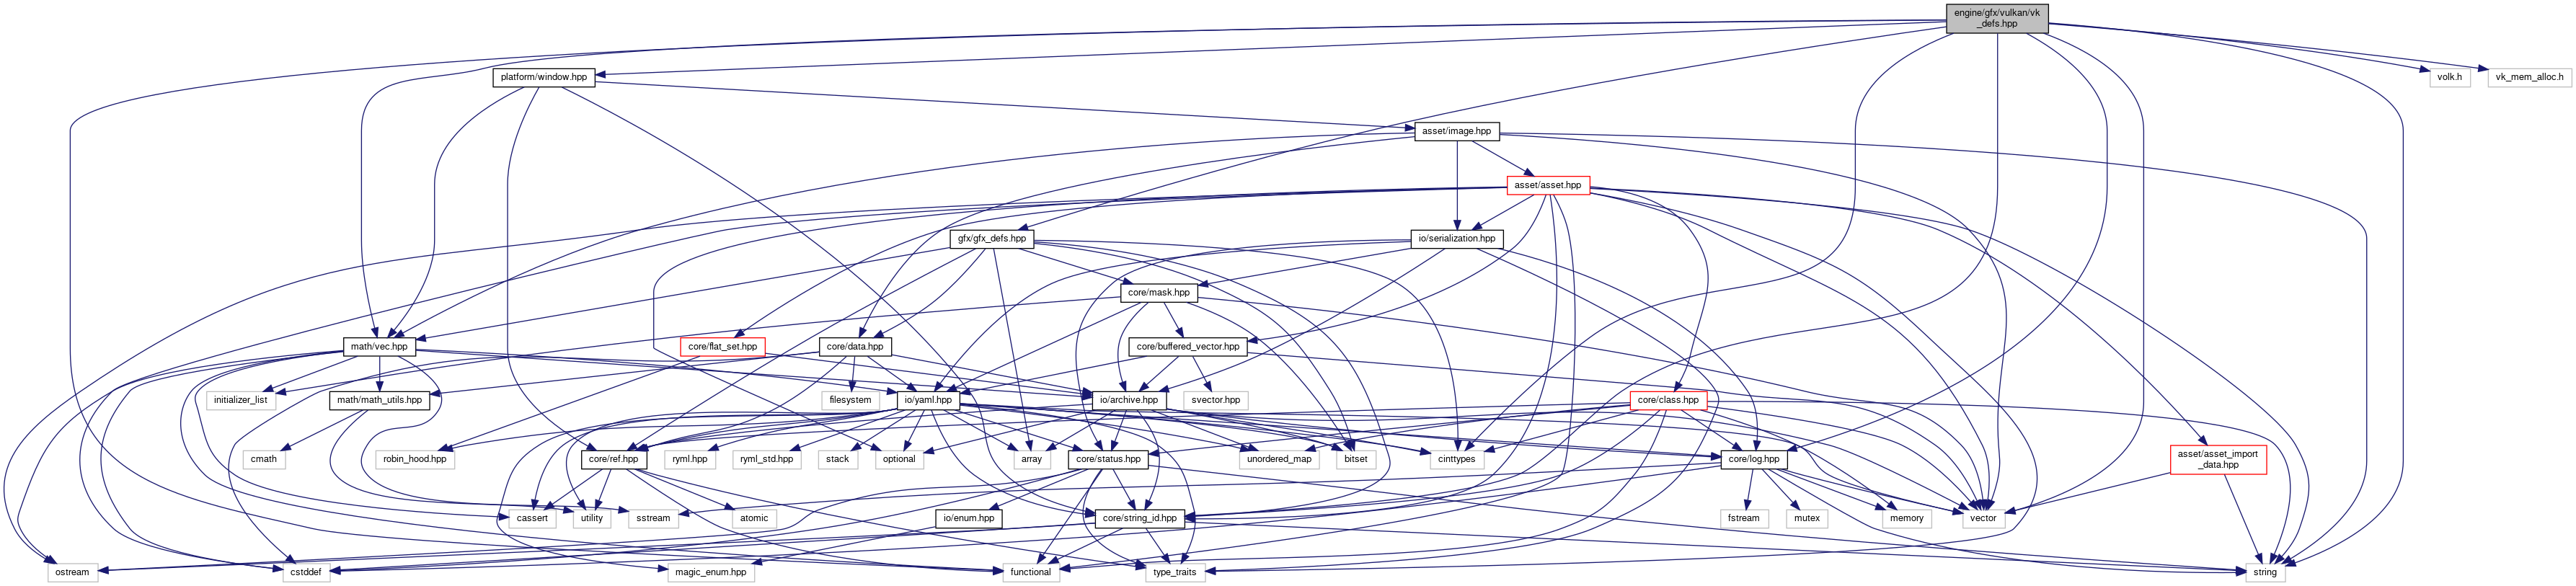 engine/gfx/vulkan/vk
_defs.hpp
platform/window.hpp
volk.h
vk_mem_alloc.h
asset/image.hpp
asset/asset.hpp
gfx/gfx_defs.hpp
io/serialization.hpp
core/mask.hpp
math/vec.hpp
core/flat_set.hpp
core/data.hpp
core/buffered_vector.hpp
initializer_list
math/math_utils.hpp
filesystem
io/yaml.hpp
io/archive.hpp
svector.hpp
core/class.hpp
cmath
robin_hood.hpp
core/ref.hpp
ryml.hpp
ryml_std.hpp
stack
optional
array
core/status.hpp
unordered_map
bitset
cinttypes
core/log.hpp
asset/asset_import
_data.hpp
cassert
utility
sstream
atomic
io/enum.hpp
core/string_id.hpp
fstream
mutex
memory
vector
ostream
cstddef
magic_enum.hpp
functional
type_traits
string